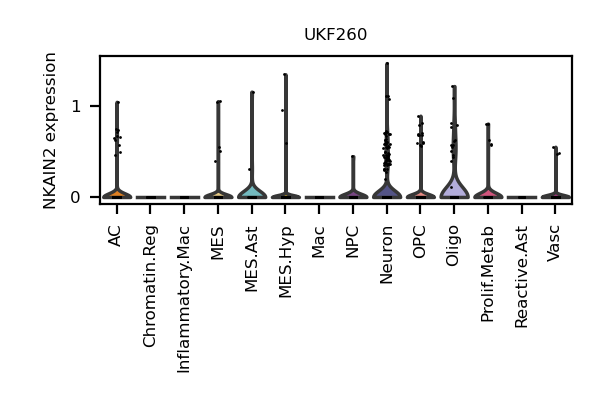 UKF260
NKAIN2 expression
1
0
AC
Chromatin.Reg
Inflammatory.Mac
MES
MES.Ast
MES.Hyp
Mac
NPC
Neuron
OPC
Oligo
Prolif.Metab
Reactive.Ast
Vasc